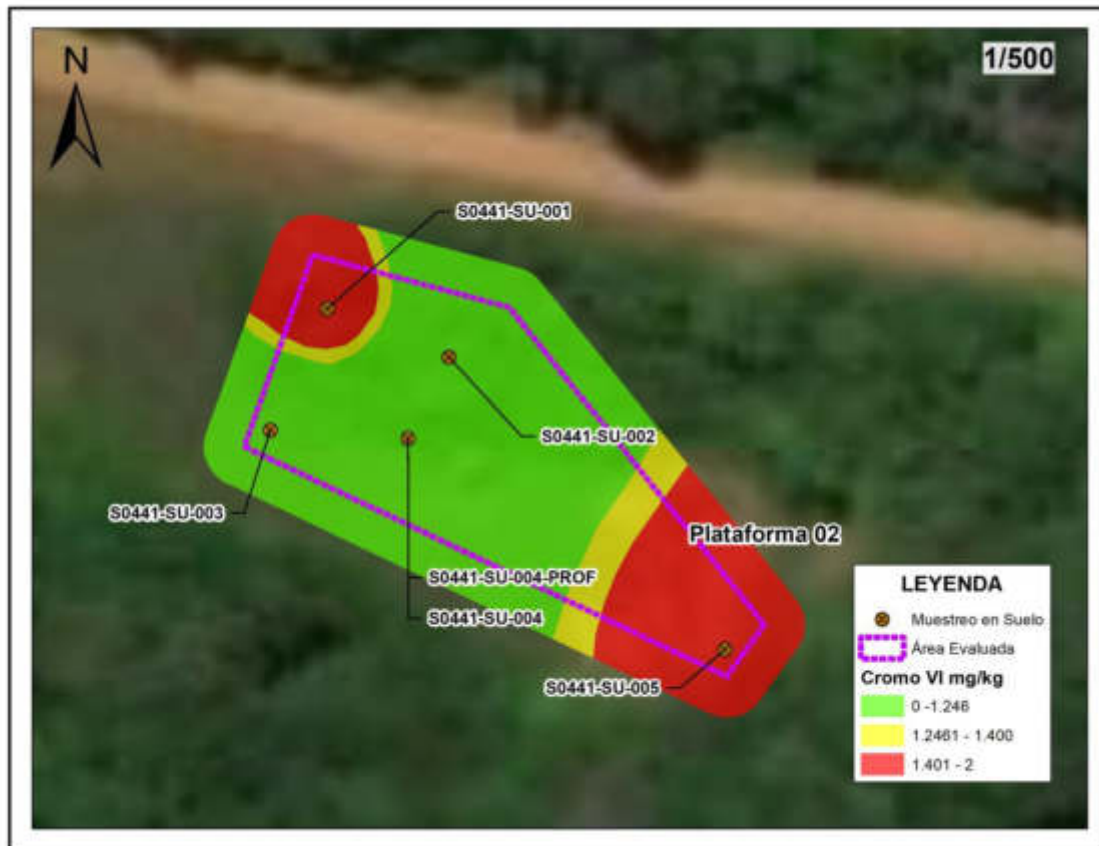 N
1/500
S0441-SU-001
S0441-SU-002
S0441-SU-003
S0441-SU-004-PROF
S0441-SU-004
Plataforma 02
S0441-SU-005
LEYENDA
Muestreo en Suelo
Área Evaluada
Cromo VI mg/kg
0 -1.246
1.2461 - 1.400
1.401 - 2